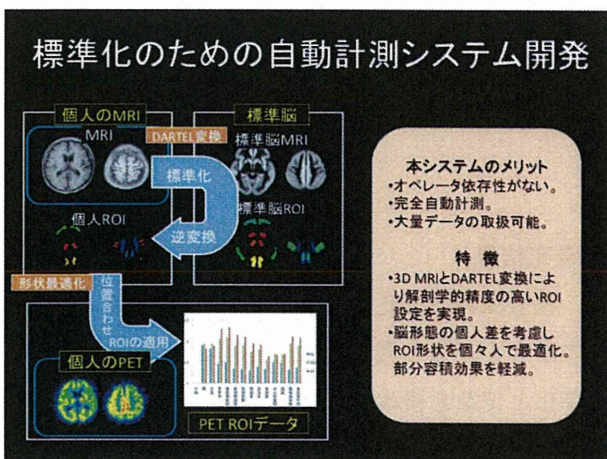 標準化のための自動計測システム開発
個人のMRI
MRI
DARTEL変換
標準脳
標準脳MRI
標準化
個人ROI
標準脳ROI
逆変換
形状最適化
位置合わせ
ROIの適用
個人のPET
PET ROIデータ
本システムのメリット
・オペレータ依存性がない。
・完全自動計測。
・大量データの取扱可能。
特 徴
・3D MRIとDARTEL変換によ
り解剖学的精度の高いROI
設定を実現。
・脳形態の個人差を考慮し
ROI形状を個々人で最適化。
部分容積効果を軽減。